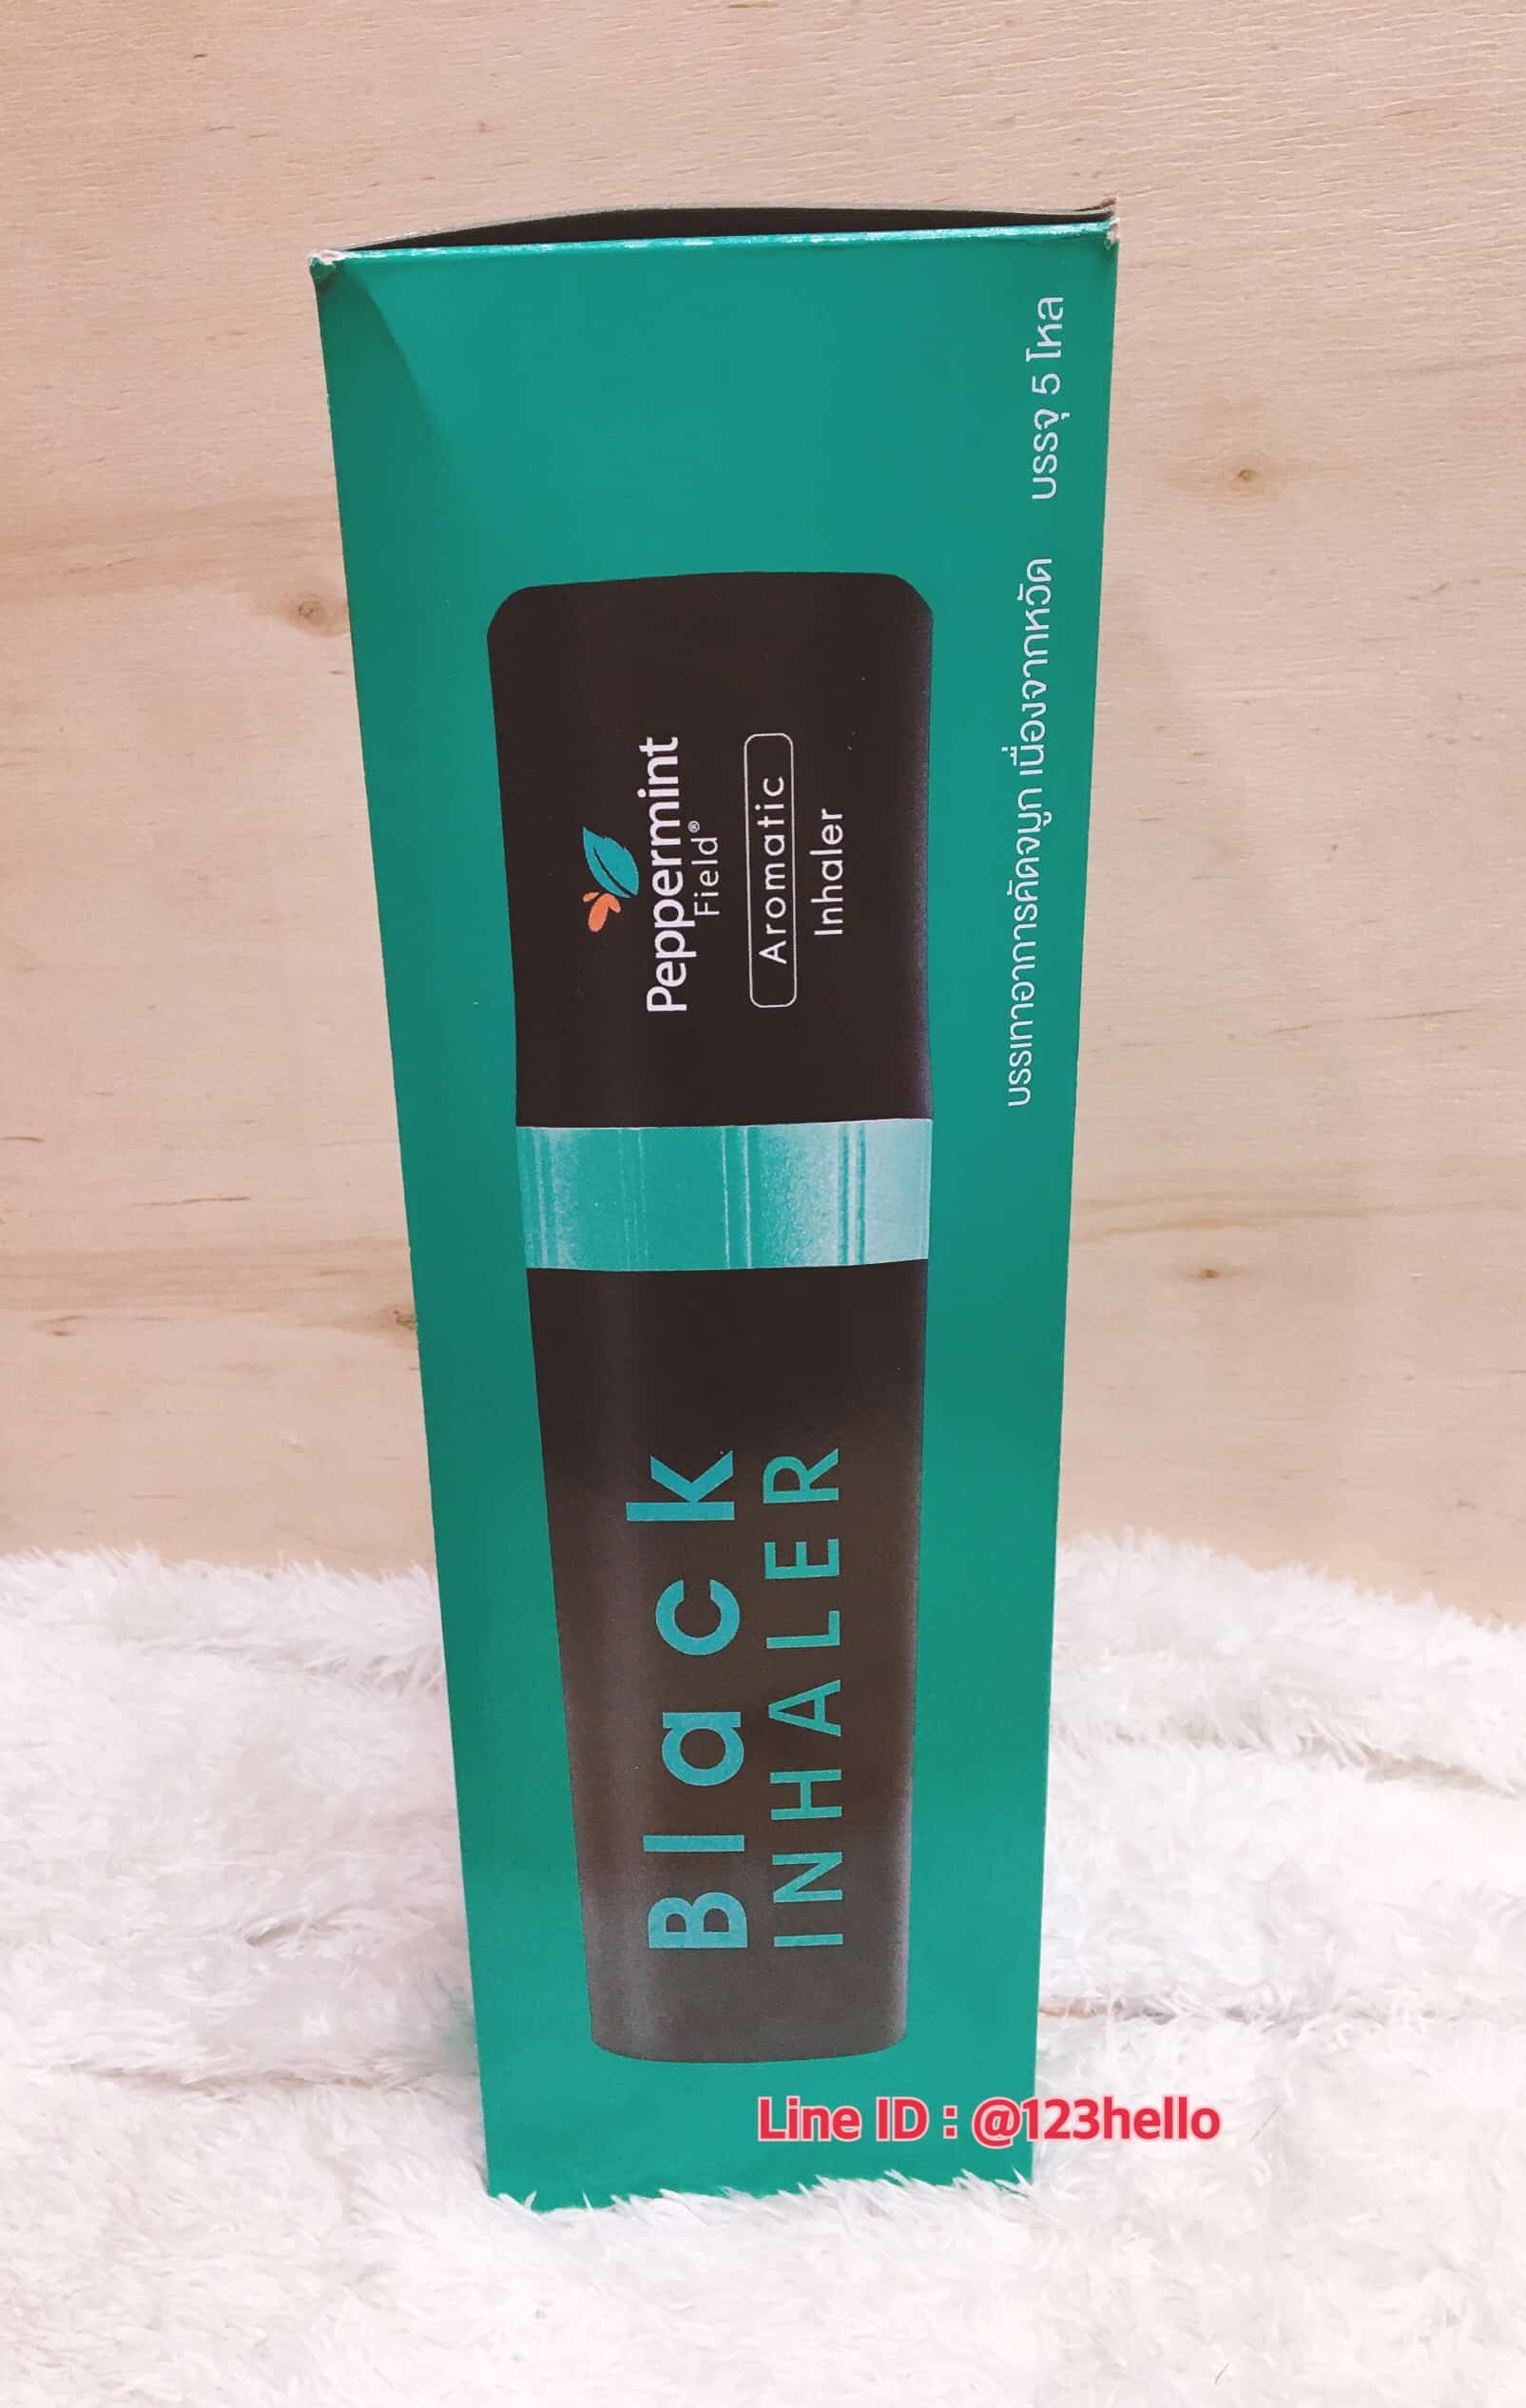 Peppermint
Field®
Aromatic
Inhaler
Black
INHALER
บรรเทาอาการคัดจมูก เนื่องจากหวัด บรรจุ 5 โหล
Line ID : @123hello